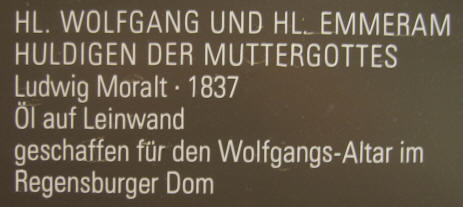 HL. WOLFGANG UND HL. EMMERAM
HULDIGEN DER MUTTERGOTTES
Ludwig Moralt · 1837
Öl auf Leinwand
geschaffen für den Wolfgangs-Altar im
Regensburger Dom